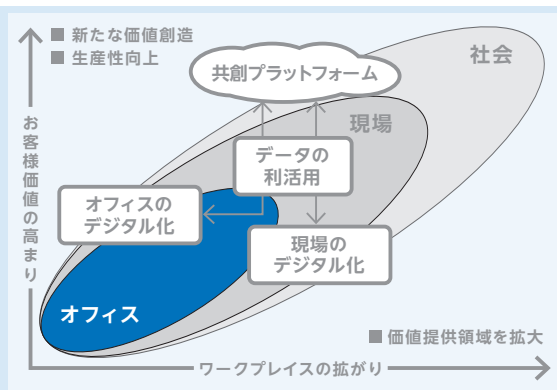 ■ 新たな価値創造
■ 生産性向上
社会
共創プラットフォーム
現場
データの
利活用
オフィスの
デジタル化
現場の
デジタル化
お客様価値の高まり
オフィス
■ 価値提供領域を拡大
ワークプレイスの拡がり